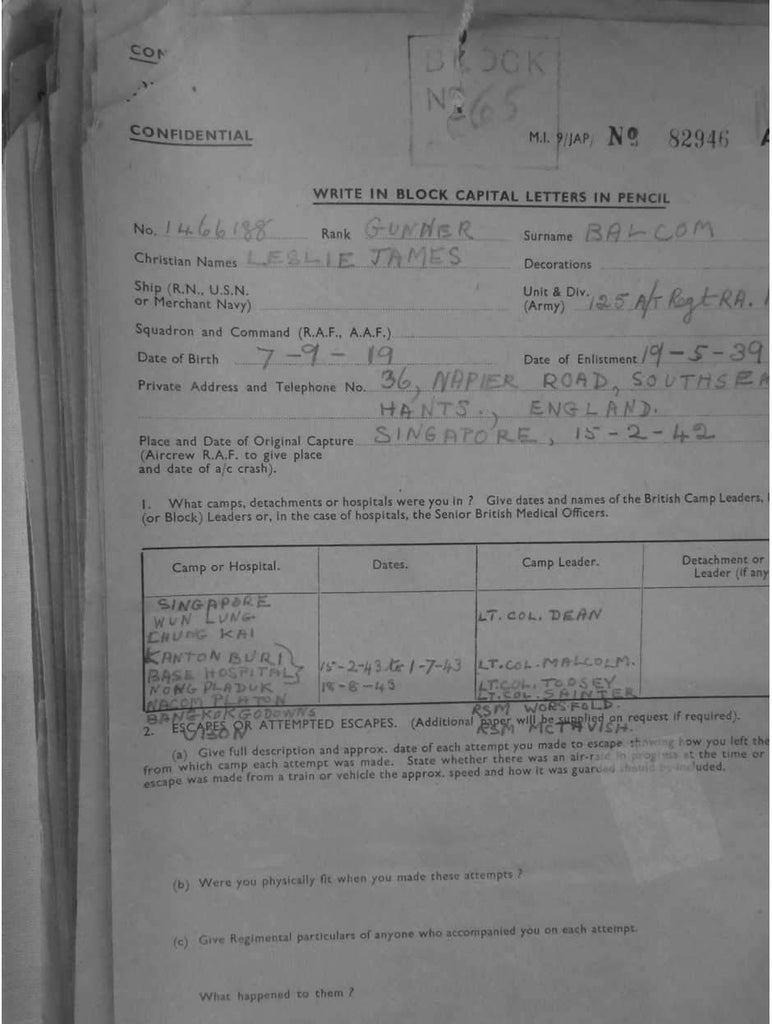 CON
BLOCK
No 65
CONFIDENTIAL
M.I. 9/JAP/ No 82946 A
WRITE IN BLOCK CAPITAL LETTERS IN PENCIL
No. 1466188 Rank GUNNER Surname BALCOM
Christian Names LESLIE JAMES Decorations
Ship (R.N., U.S.N. or Merchant Navy) Unit & Div. (Army) 125 A/T Regt RA.
Squadron and Command (R.A.F., A.A.F.)
Date of Birth 7-9-19 Date of Enlistment 19-5-39
Private Address and Telephone No. 36, NAPIER ROAD, SOUTHSEA
HANTS., ENGLAND.
Place and Date of Original Capture SINGAPORE, 15-2-42
(Aircrew R.A.F. to give place
and date of a/c crash).
1. What camps, detachments or hospitals were you in ? Give dates and names of the British Camp Leaders,
(or Block) Leaders or, in the case of hospitals, the Senior British Medical Officers.
Camp or Hospital. Dates. Camp Leader. Detachment or
Leader (if any
SINGAPORE
WUN LUNG LT. COL. DEAN
CHUNG KAI
KANTON BURI
BASE HOSPITAL 15-2-43 to 1-7-43 LT. COL. MALCOLM.
NONG PLADUK 18-8-43 LT. COL. TOOSEY
NACOM PLATON LT. COL. SAINTER
BANGKOK GODOWNS RSM WORSFOLD.
2. ESCAPES OR ATTEMPTED ESCAPES. (Additional paper will be supplied on request if required).
RSM MCTAVISH.
(a) Give full description and approx. date of each attempt you made to escape showing how you left the
from which camp each attempt was made. State whether there was an air-raid in progress at the time or
escape was made from a train or vehicle the approx. speed and how it was guarded should be included.
(b) Were you physically fit when you made these attempts ?
(c) Give Regimental particulars of anyone who accompanied you on each attempt.
What happened to them ?